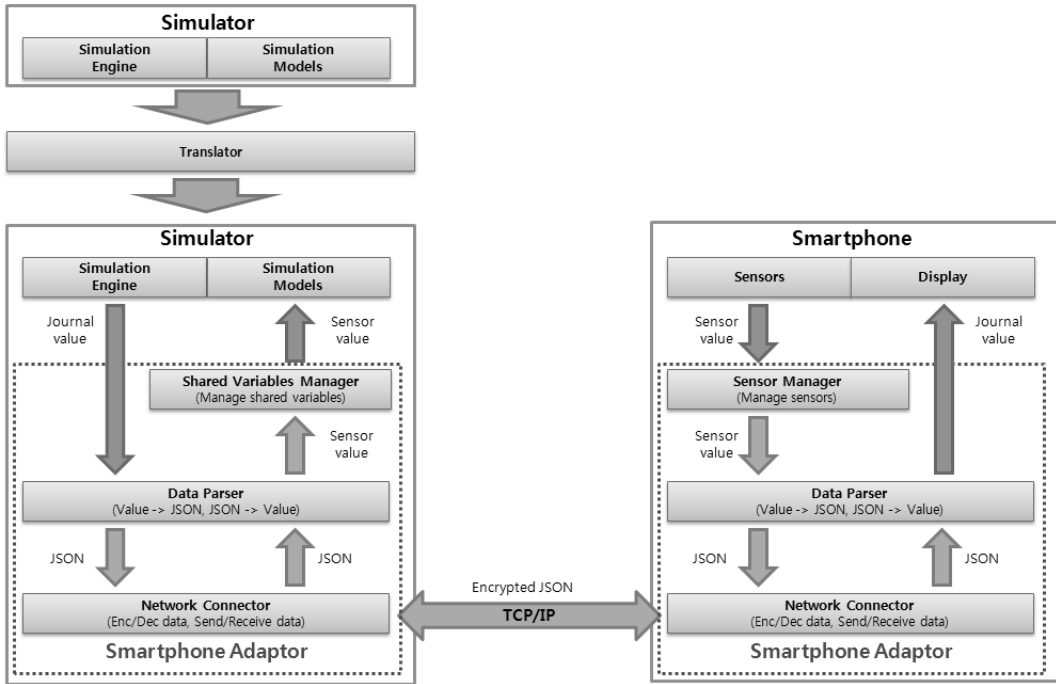 Simulator
Simulation
Engine
Simulation
Models
Translator
Simulator
Simulation
Engine
Simulation
Models
Journal
value
Sensor
value
Shared Variables Manager
(Manage shared variables)
Sensor
value
Data Parser
(Value -> JSON, JSON -> Value)
JSON
JSON
Network Connector
(Enc/Dec data, Send/Receive data)
Smartphone Adaptor
Encrypted JSON
TCP/IP
Smartphone
Sensors
Display
Sensor
value
Journal
value
Sensor Manager
(Manage sensors)
Sensor
value
Data Parser
(Value -> JSON, JSON -> Value)
JSON
JSON
Network Connector
(Enc/Dec data, Send/Receive data)
Smartphone Adaptor